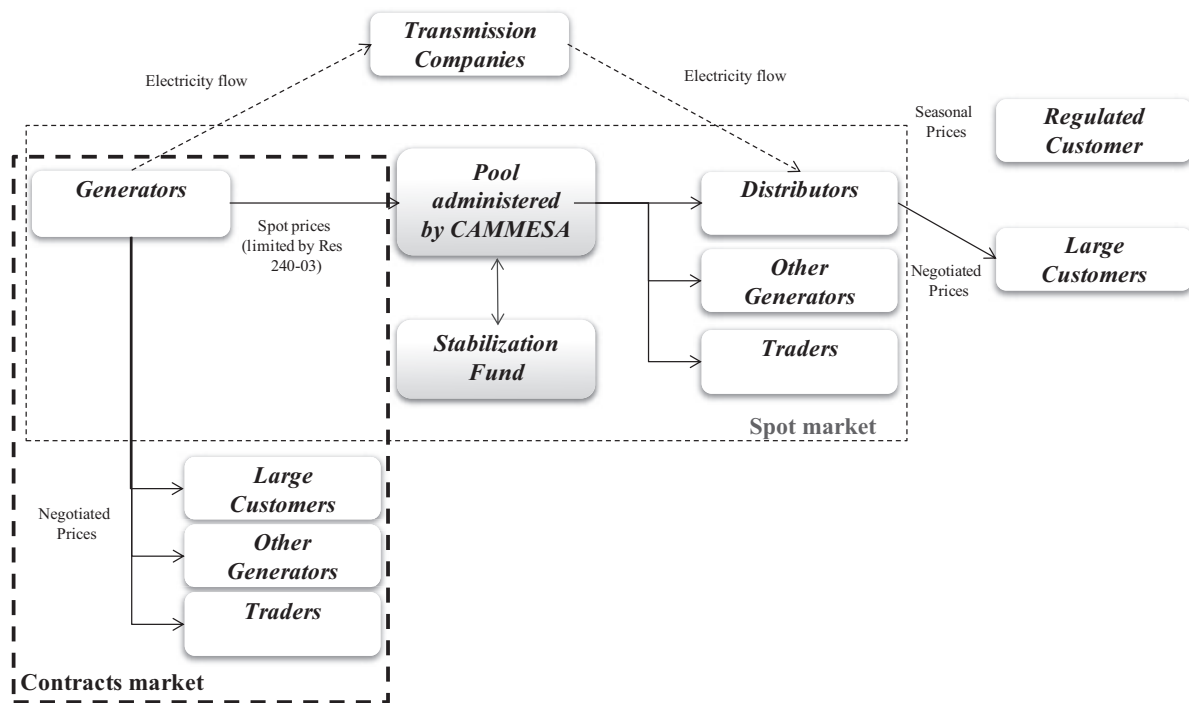 Transmission
Companies
Electricity flow
Electricity flow
Seasonal
Prices
Regulated
Customer
Generators
Pool
administered
by CAMMESA
Distributors
Spot prices
(limited by Res
240-03)
Other
Generators
Negotiated
Prices
Large
Customers
Stabilization
Fund
Traders
Spot market
Large
Customers
Negotiated
Prices
Other
Generators
Traders
Contracts market